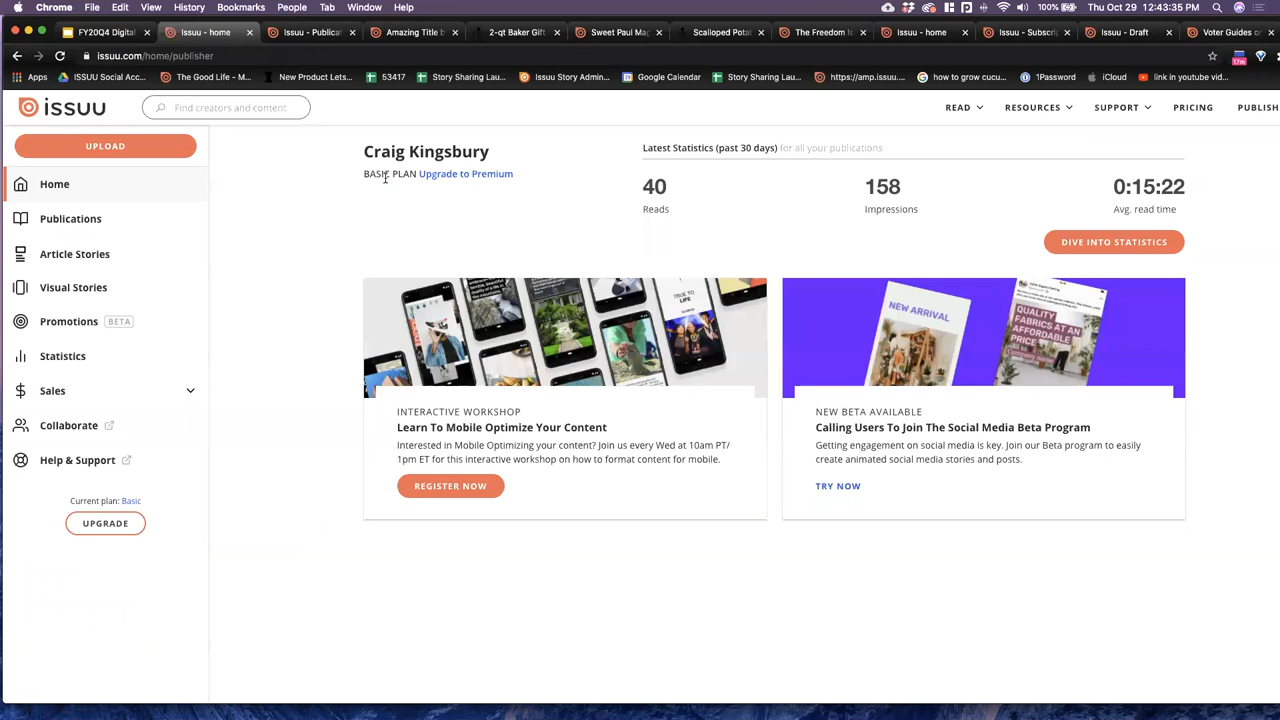 Chrome File Edit View History Bookmarks People Tab Window Help 100% Thu Oct 29 12:43:35 PM
FY20Q4 Digital Issuu - home Issuu - Publicat Amazing Title b 2-qt Baker Gift Sweet Paul Mag Scalloped Pota The Freedom Is Issuu - home Issuu - Subscri Issuu - Draft Voter Guides or
issuu.com/home/publisher
17m
Apps ISSUU Social Acco... The Good Life - M... New Product Lets... 53417 Story Sharing Lau... Issuu Story Admin... Google Calendar Story Sharing Lau... https://amp.issuu.... how to grow cucu... 1Password iCloud link in youtube vid...
issuu Find creators and content READ RESOURCES SUPPORT PRICING PUBLISH
UPLOAD
Home
Publications
Article Stories
Visual Stories
Promotions BETA
Statistics
Sales
Collaborate
Help & Support
Current plan: Basic
UPGRADE
Craig Kingsbury
BASIC PLAN Upgrade to Premium
Latest Statistics (past 30 days) for all your publications
40 158 0:15:22
Reads Impressions Avg. read time
DIVE INTO STATISTICS
TRUE TO
LIFE
INTERACTIVE WORKSHOP
Learn To Mobile Optimize Your Content
Interested in Mobile Optimizing your content? Join us every Wed at 10am PT/
1pm ET for this interactive workshop on how to format content for mobile.
REGISTER NOW
NEW ARRIVAL
QUALITY
FABRICS AT AN
AFFORDABLE
PRICE
NEW BETA AVAILABLE
Calling Users To Join The Social Media Beta Program
Getting engagement on social media is key. Join our Beta program to easily
create animated social media stories and posts.
TRY NOW